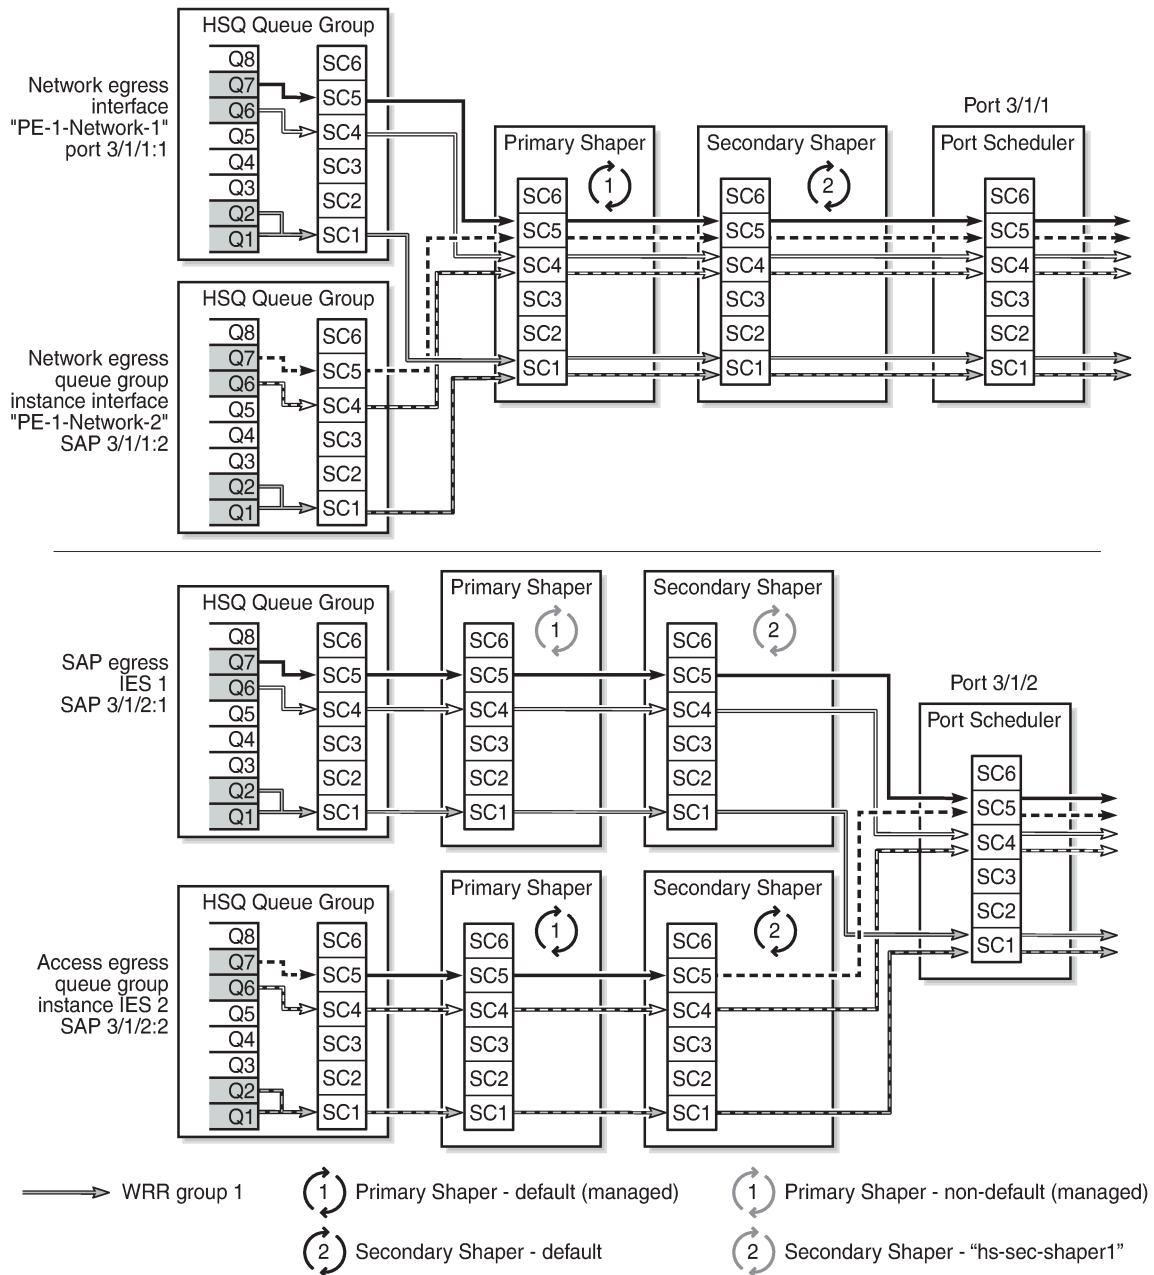 HSQ Queue Group
Q8
Q7
Q6
Q5
Q4
Q3
Q2
Q1
SC6
SC5
SC4
SC3
SC2
SC1
Network egress
interface
"PE-1-Network-1"
port 3/1/1:1
HSQ Queue Group
Q8
Q7
Q6
Q5
Q4
Q3
Q2
Q1
SC6
SC5
SC4
SC3
SC2
SC1
Network egress
queue group
instance interface
"PE-1-Network-2"
SAP 3/1/1:2
Primary Shaper
1
SC6
SC5
SC4
SC3
SC2
SC1
Secondary Shaper
2
SC6
SC5
SC4
SC3
SC2
SC1
Port 3/1/1
Port Scheduler
SC6
SC5
SC4
SC3
SC2
SC1
HSQ Queue Group
Q8
Q7
Q6
Q5
Q4
Q3
Q2
Q1
SC6
SC5
SC4
SC3
SC2
SC1
SAP egress
IES 1
SAP 3/1/2:1
Primary Shaper
1
SC6
SC5
SC4
SC3
SC2
SC1
Secondary Shaper
2
SC6
SC5
SC4
SC3
SC2
SC1
HSQ Queue Group
Q8
Q7
Q6
Q5
Q4
Q3
Q2
Q1
SC6
SC5
SC4
SC3
SC2
SC1
Access egress
queue group
instance IES 2
SAP 3/1/2:2
Primary Shaper
1
SC6
SC5
SC4
SC3
SC2
SC1
Secondary Shaper
2
SC6
SC5
SC4
SC3
SC2
SC1
Port 3/1/2
Port Scheduler
SC6
SC5
SC4
SC3
SC2
SC1
WRR group 1
1 Primary Shaper - default (managed)
1 Primary Shaper - non-default (managed)
2 Secondary Shaper - default
2 Secondary Shaper - “hs-sec-shaper1”